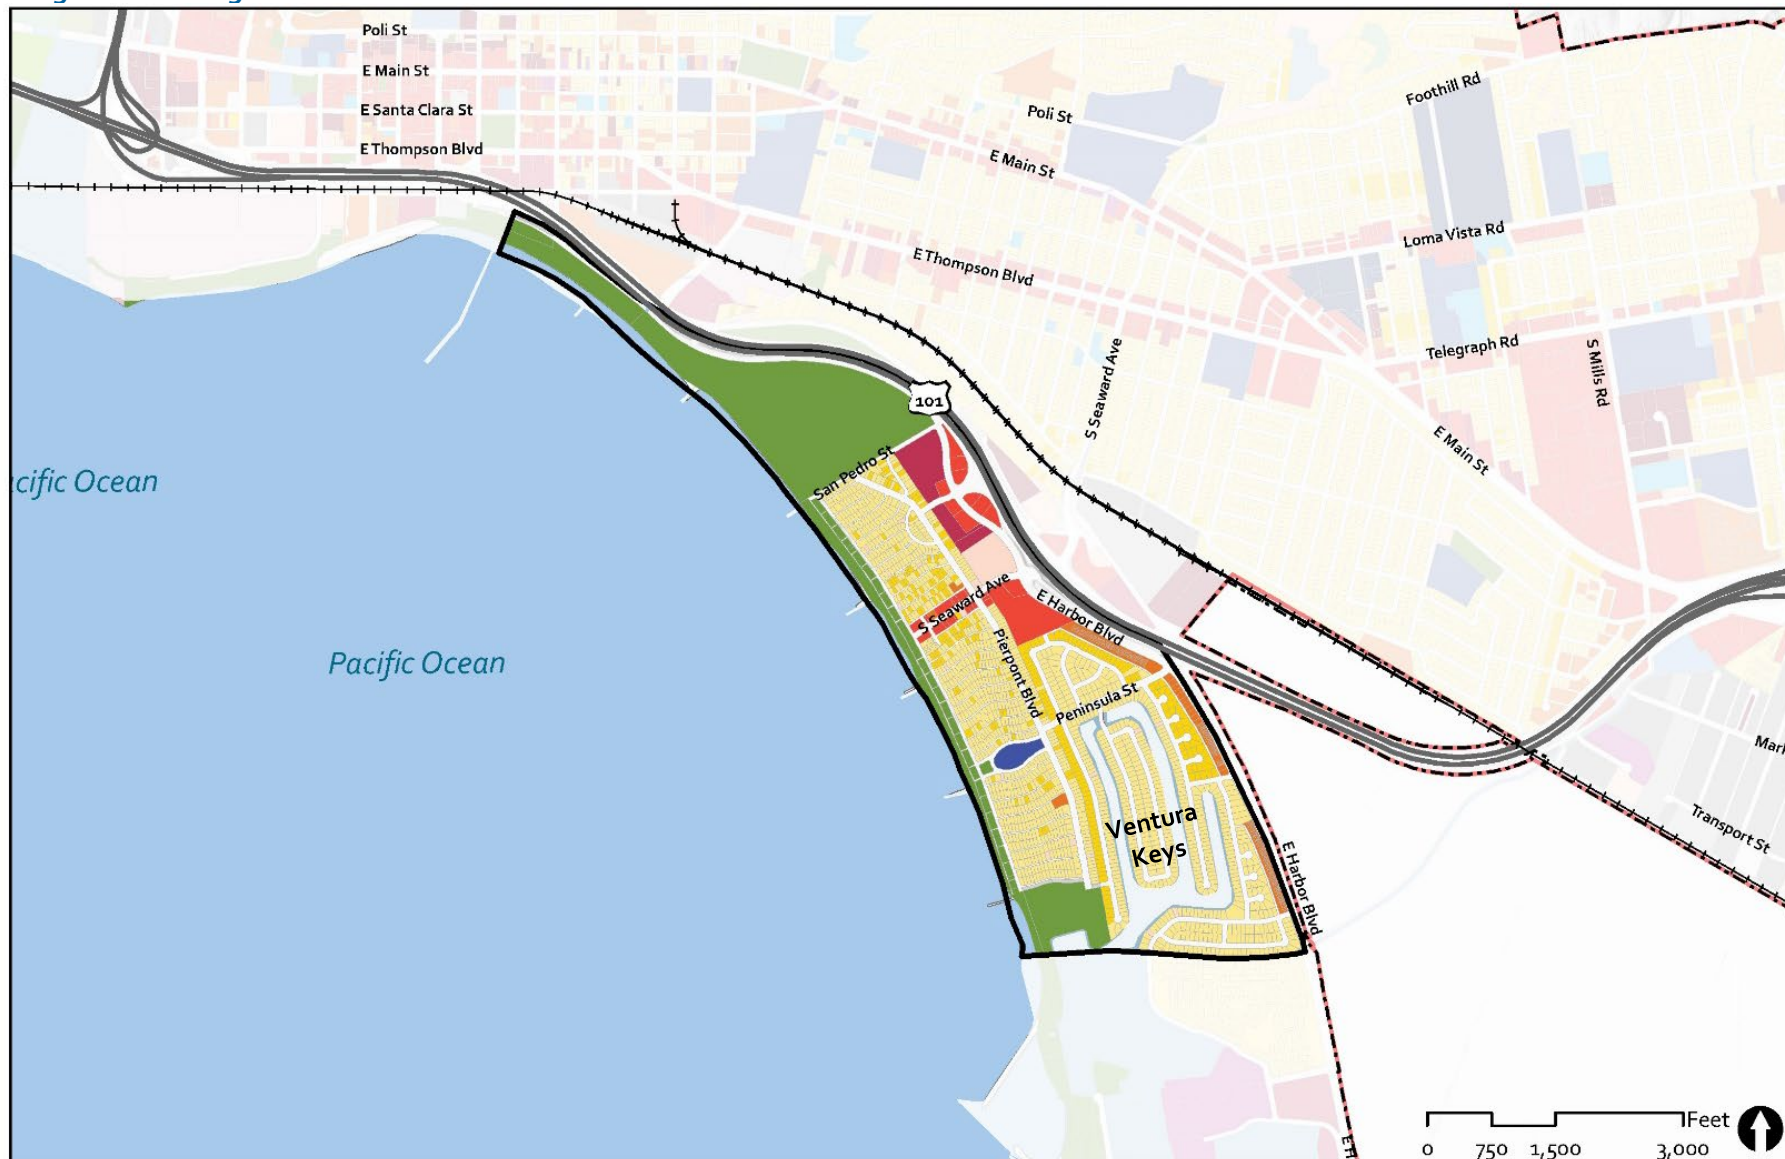 Poli St
E Main St
E Santa Clara St
E Thompson Blvd
Poli St
E Main St
Foothill Rd
Loma Vista Rd
E Thompson Blvd
Telegraph Rd
S Mills Rd
S Seaward Ave
E Main St
101
San Pedro St
cific Ocean
Pacific Ocean
S Seaward Ave
E Harbor Blvd
Pierpont Blvd
Peninsula St
Ventura
Keys
E Harbor Blvd
Mark
Transport St
E H
Feet
0 750 1,500 3,000